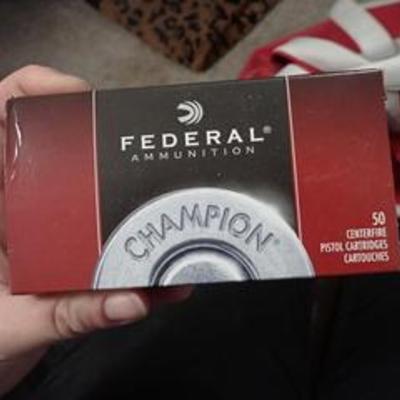 FEDERAL®
AMMUNITION
CHAMPION®
50
CENTERFIRE
PISTOL CARTRIDGES
CARTOUCHES